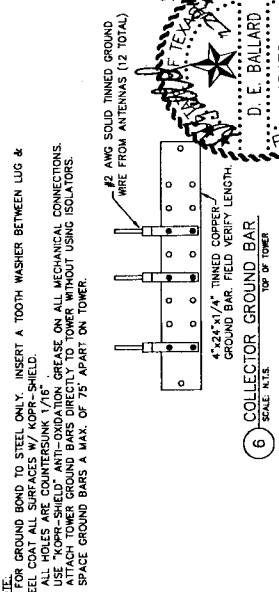 TE:
FOR GROUND BOND TO STEEL ONLY. INSERT A TOOTH WASHER BETWEEN LUG &
EEL COAT ALL SURFACES W/ KOPR-SHIELD.
ALL HOLES ARE COUNTERSUNK 1/16"
USE "KOPR-SHIELD" ANTI-OXIDATION GREASE ON ALL MECHANICAL CONNECTIONS.
ATTACH TOWER GROUND BARS DIRECTLY TO TOWER WITHOUT USING ISOLATORS.
SPACE GROUND BARS A MAX. OF 75' APART ON TOWER.
#2 AWG SOLID TINNED GROUND
WIRE FROM ANTENNAS (12 TOTAL)
4"x24"x1/4" TINNED COPPER
GROUND BAR. FIELD VERIFY LENGTH.
6 COLLECTOR GROUND BAR
SCALE: N.T.S. TOP OF TOWER
OF TEXAS
D. E. BALLARD